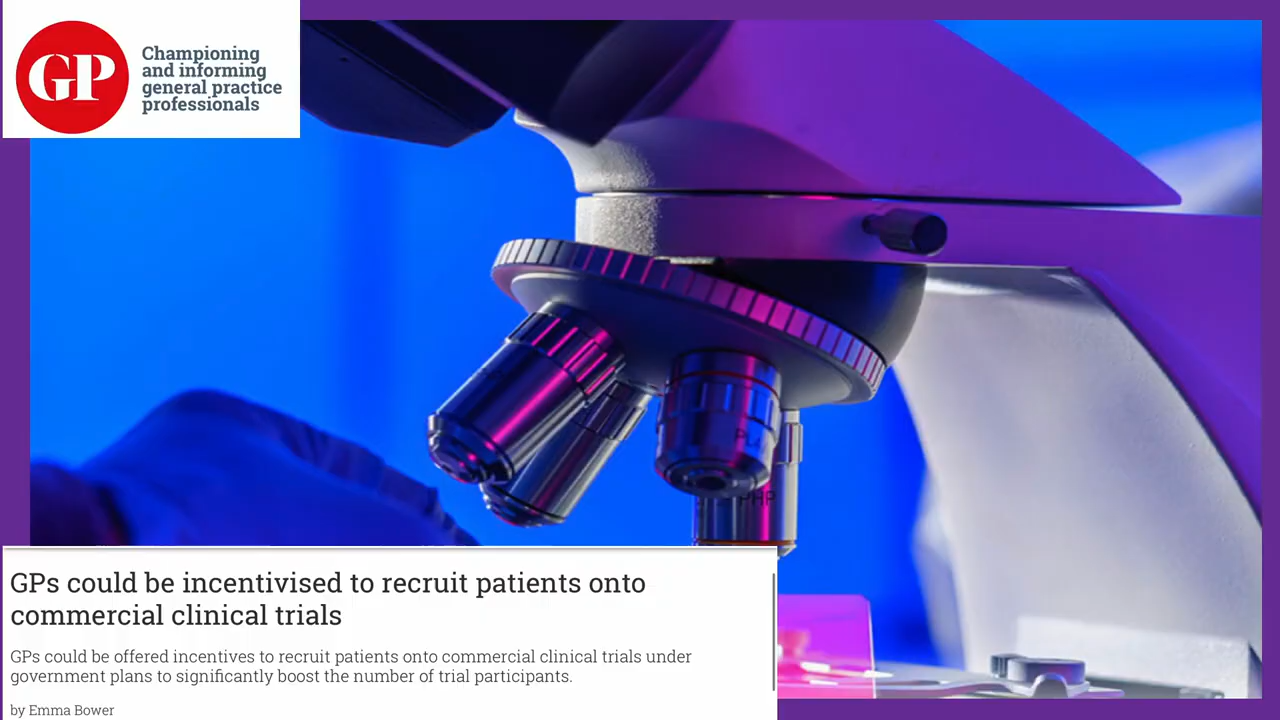 GP
Championing
and informing
general practice
professionals
PL
PHP
GPs could be incentivised to recruit patients onto
commercial clinical trials
GPs could be offered incentives to recruit patients onto commercial clinical trials under
government plans to significantly boost the number of trial participants.
by Emma Bower